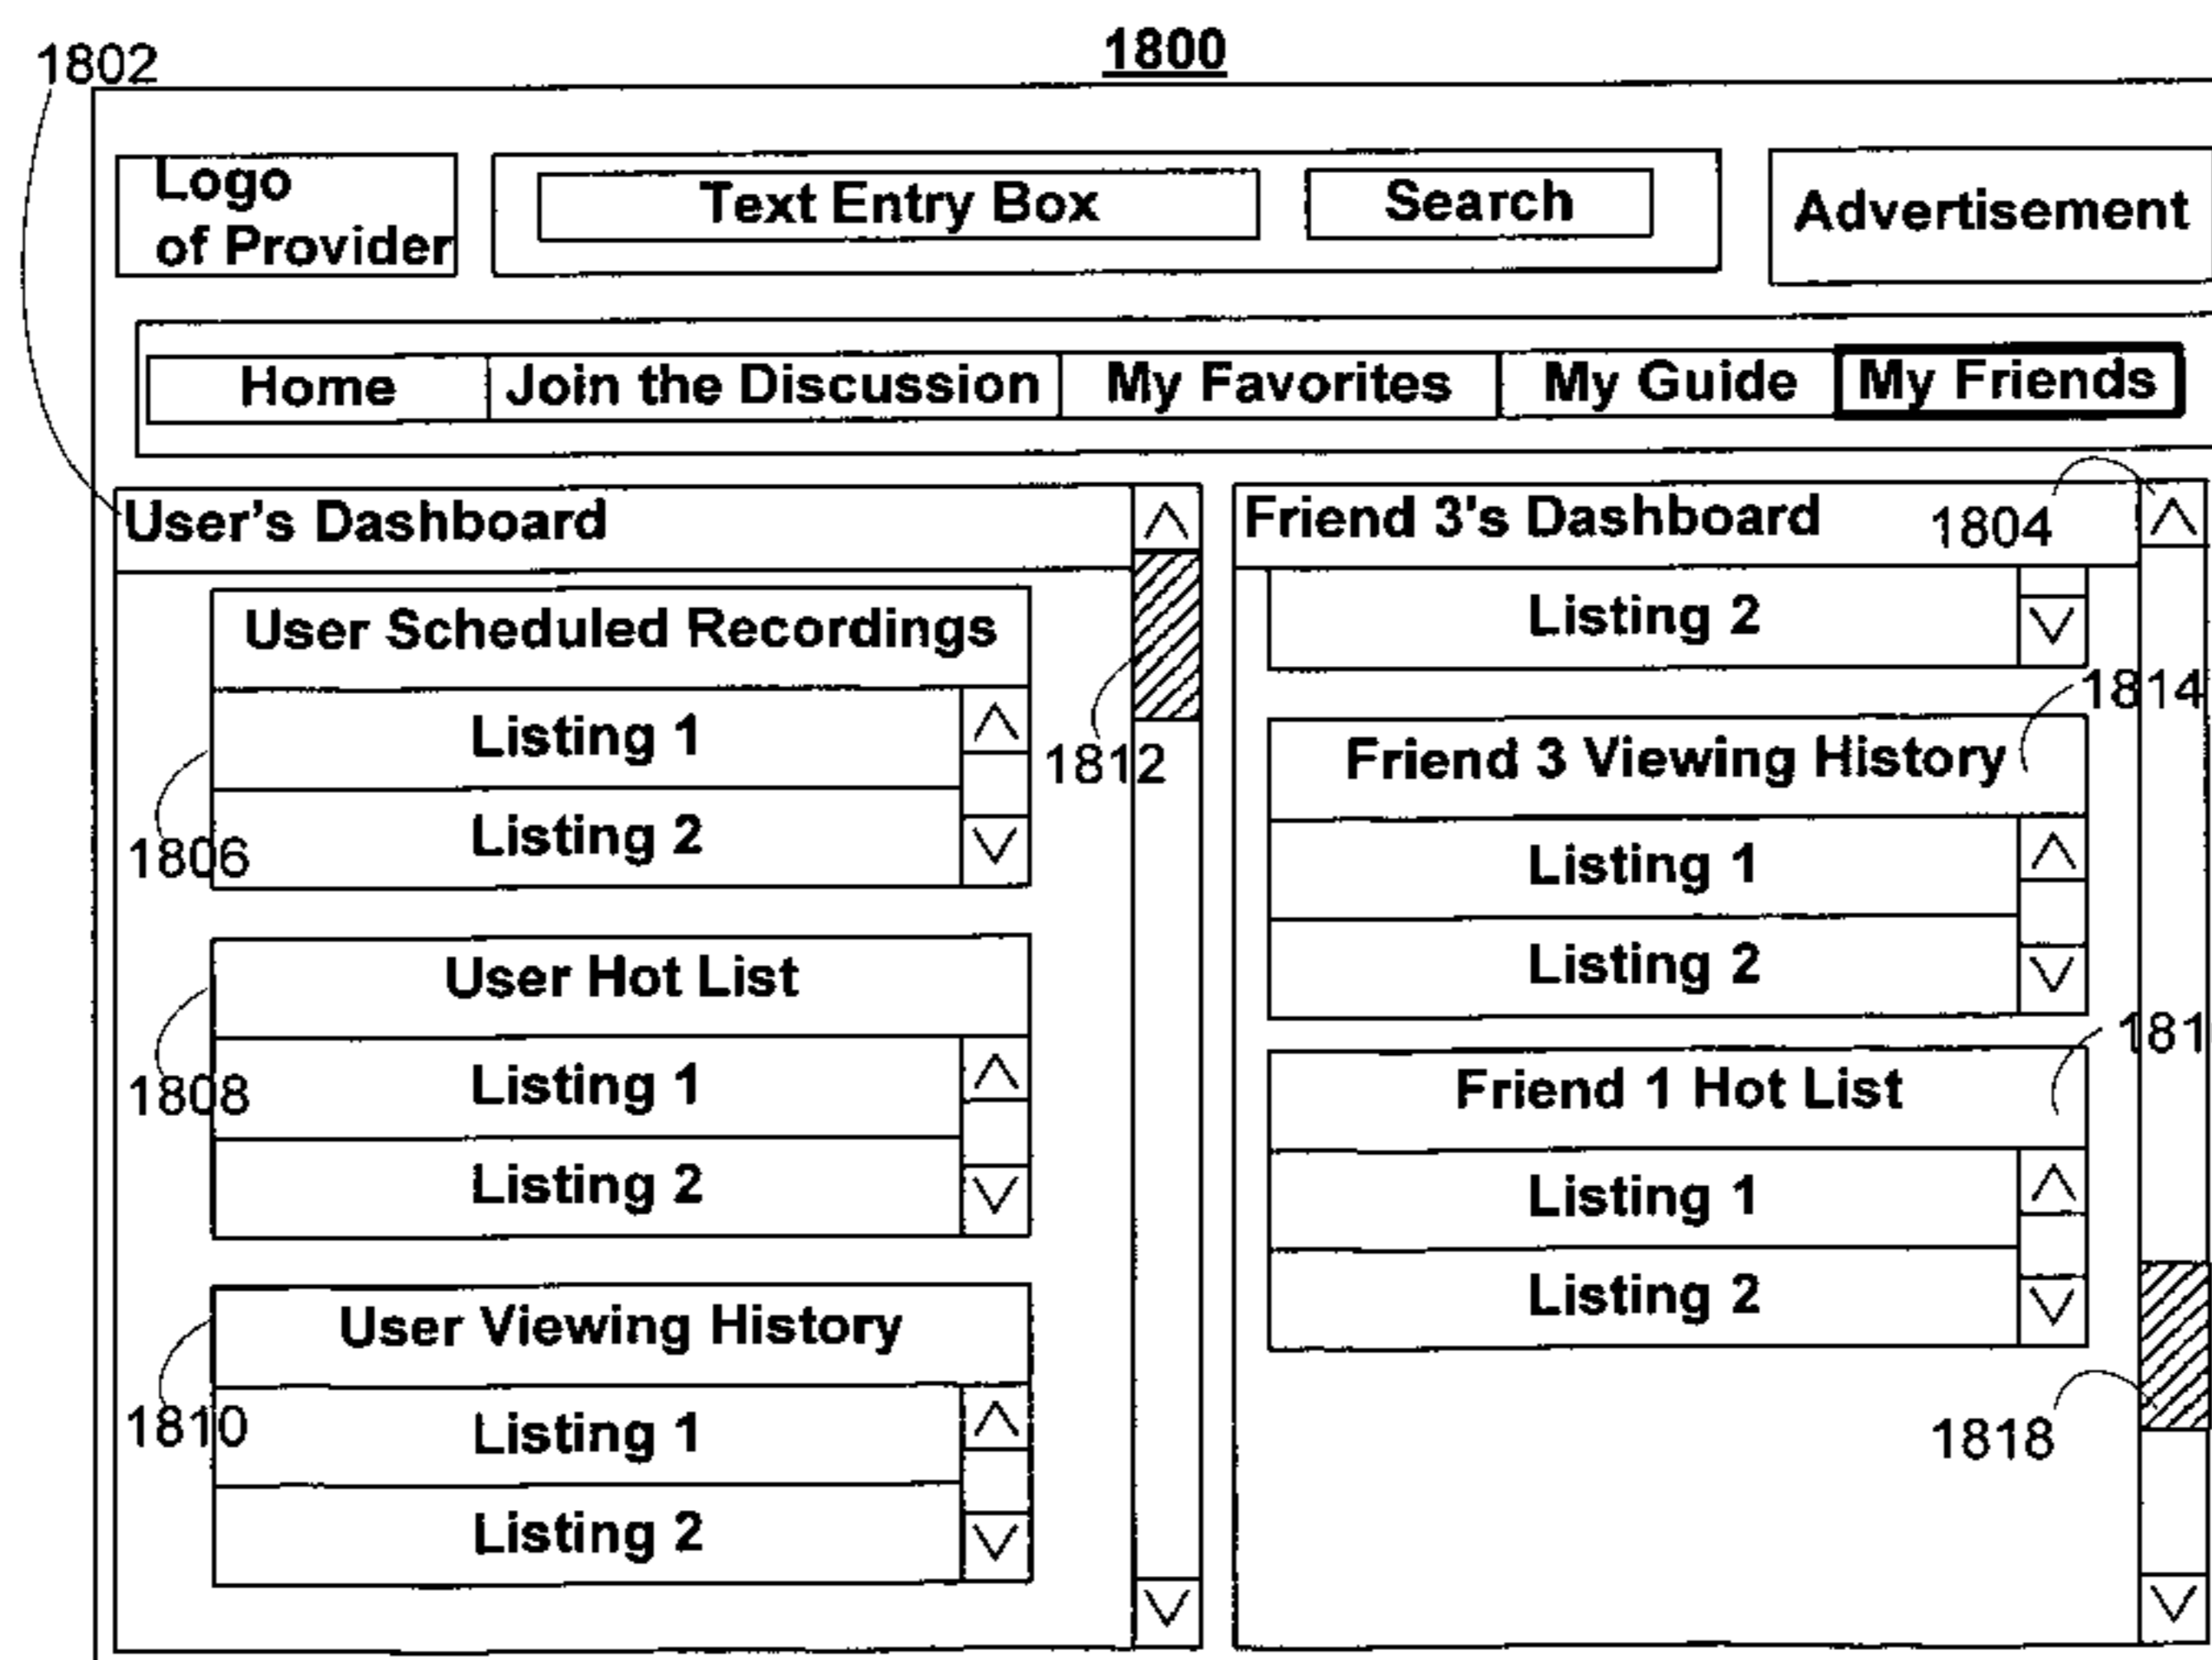 1802
1800
Logo
of Provider
Text Entry Box
Search
Advertisement
Home
Join the Discussion
My Favorites
My Guide
My Friends
User's Dashboard
User Scheduled Recordings
Listing 1
Listing 2
1806
1812
User Hot List
Listing 1
Listing 2
1808
User Viewing History
Listing 1
Listing 2
1810
Friend 3's Dashboard
1804
Listing 2
1814
Friend 3 Viewing History
Listing 1
Listing 2
181
Friend 1 Hot List
Listing 1
Listing 2
1818